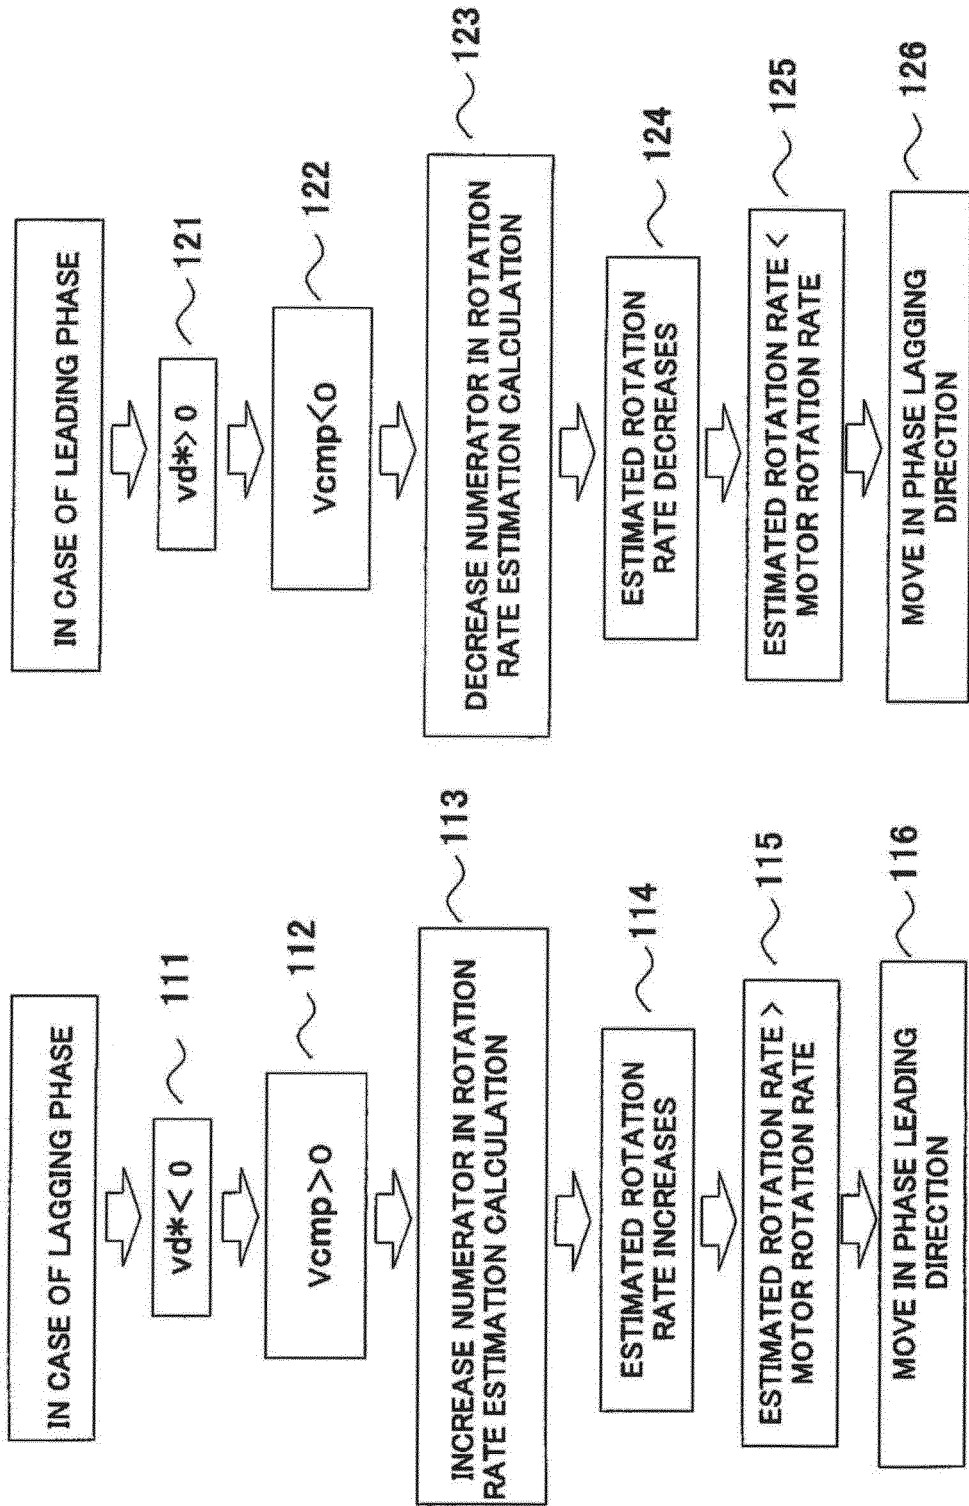 IN CASE OF LAGGING PHASE
vd*< 0
111
Vcmp>0
112
INCREASE NUMERATOR IN ROTATION
RATE ESTIMATION CALCULATION
113
ESTIMATED ROTATION
RATE INCREASES
114
ESTIMATED ROTATION RATE >
MOTOR ROTATION RATE
115
MOVE IN PHASE LEADING
DIRECTION
116
IN CASE OF LEADING PHASE
vd*> 0
121
Vcmp<0
122
DECREASE NUMERATOR IN ROTATION
RATE ESTIMATION CALCULATION
123
ESTIMATED ROTATION
RATE DECREASES
124
ESTIMATED ROTATION RATE <
MOTOR ROTATION RATE
125
MOVE IN PHASE LAGGING
DIRECTION
126